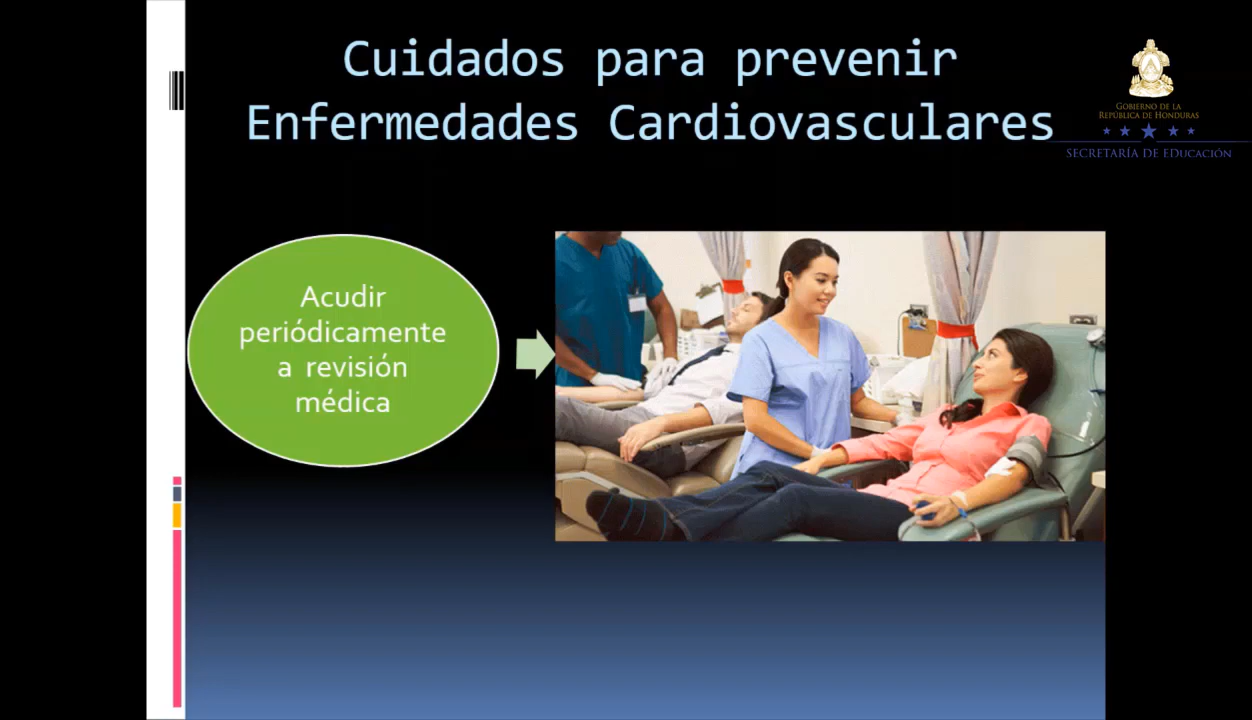 Cuidados para prevenir
Enfermedades Cardiovasculares
GOBIERNO DE LA
REPÚBLICA DE HONDURAS
SECRETARÍA DE EDUCACIÓN
Acudir
periódicamente
a revisión
médica